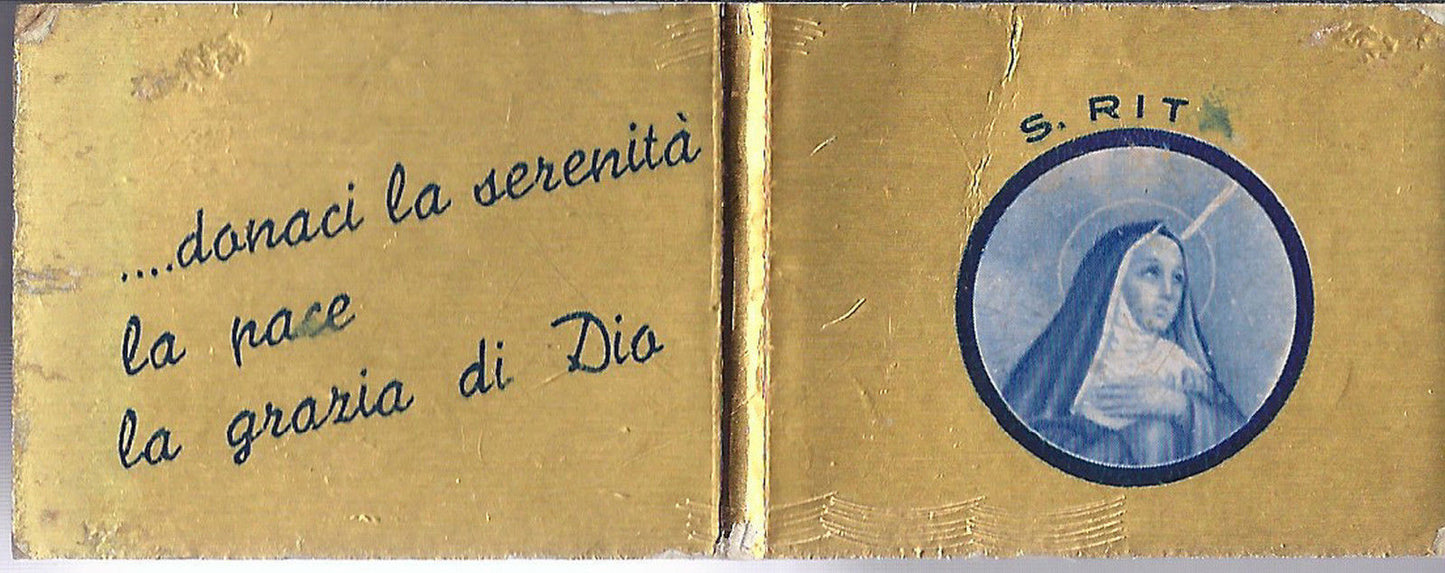 ....donaci la serenità
la pace
la grazia di Dio
S. RIT